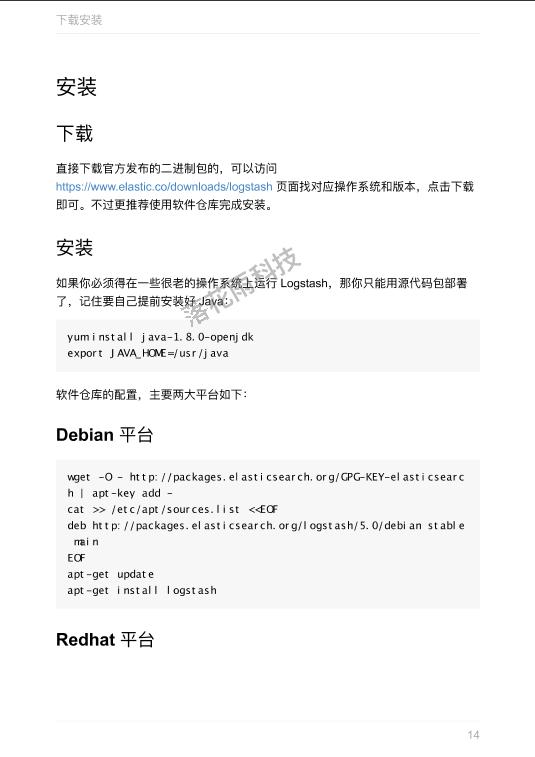 下载安装
安装
下载
直接下载官方发布的二进制包的，可以访问
https://www.elastic.co/downloads/logstash 页面找对应操作系统和版本，点击下载
即可。不过更推荐使用软件仓库完成安装。
安装
如果你必须得在一些很老的操作系统上运行 Logstash，那你只能用源代码包部署
了，记住要自己提前安装好 Java：
落花雨科技
yum install java-1.8.0-openjdk
export JAVA_HOME=/usr/java
软件仓库的配置，主要两大平台如下：
Debian 平台
wget -O - http://packages.elasticsearch.org/GPG-KEY-elasticsearc
h | apt-key add -
cat >> /etc/apt/sources.list <<EOF
deb http://packages.elasticsearch.org/logstash/5.0/debian stable
main
EOF
apt-get update
apt-get install logstash
Redhat 平台
14